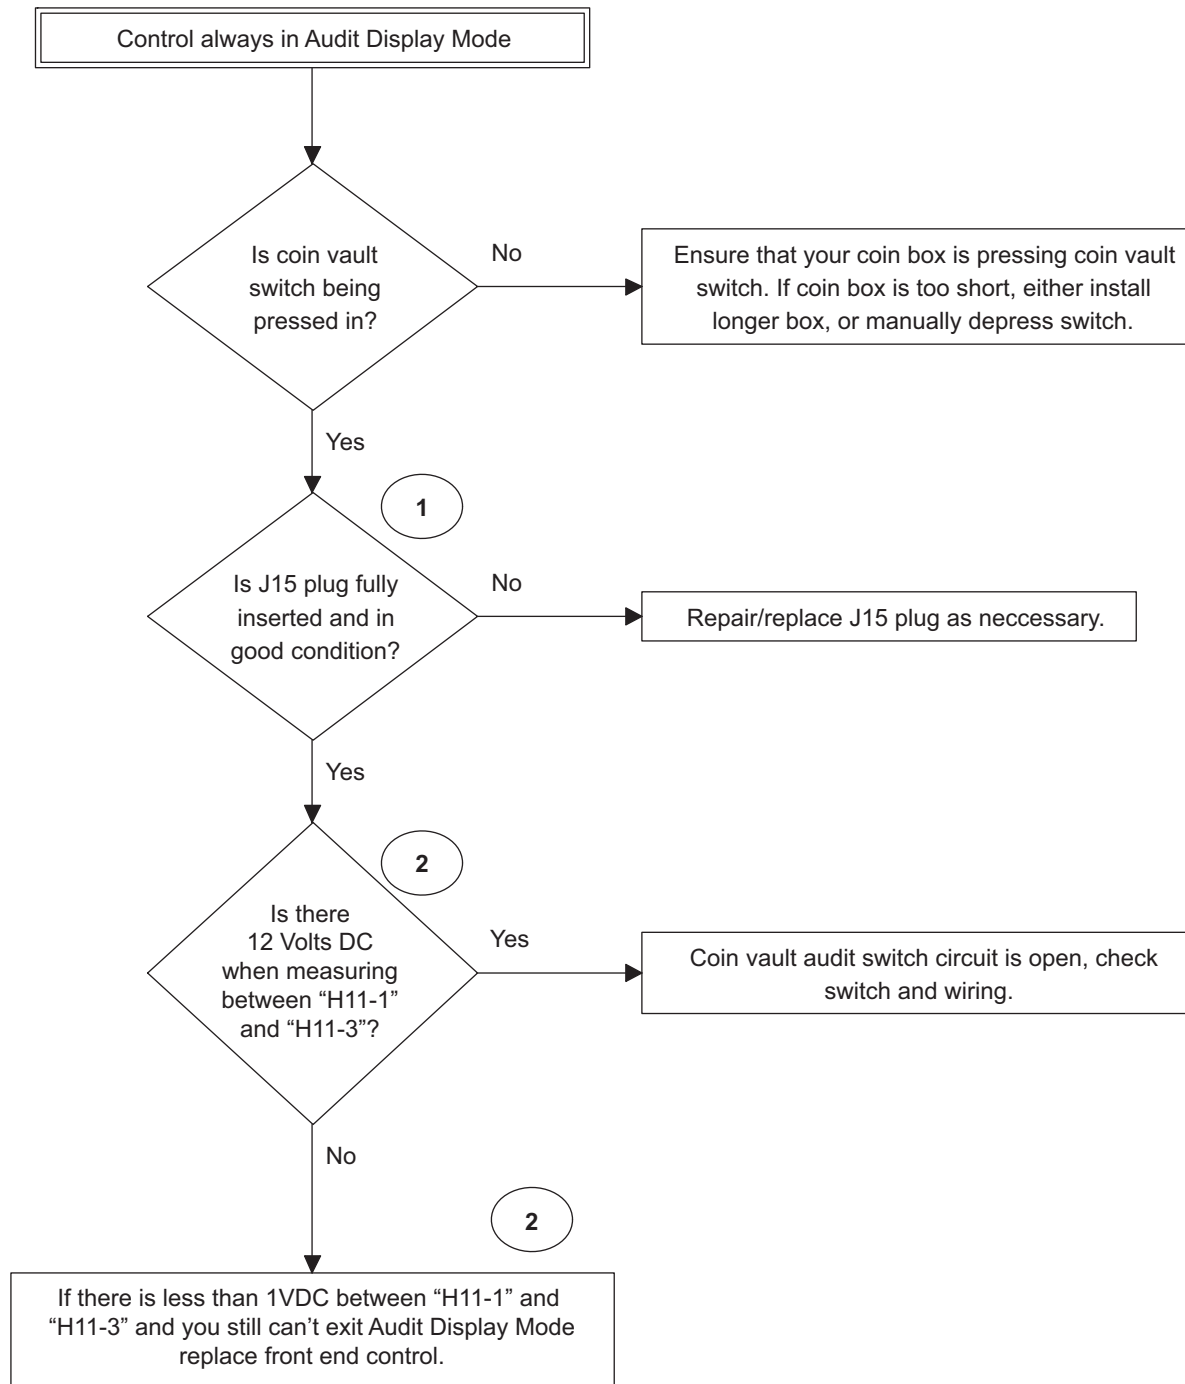 Control always in Audit Display Mode
Is coin vault
switch being
pressed in?
No
Ensure that your coin box is pressing coin vault
switch. If coin box is too short, either install
longer box, or manually depress switch.
Yes
1
Is J15 plug fully
inserted and in
good condition?
No
Repair/replace J15 plug as neccessary.
Yes
2
Is there
12 Volts DC
when measuring
between “H11-1”
and “H11-3”?
Yes
Coin vault audit switch circuit is open, check
switch and wiring.
No
2
If there is less than 1VDC between “H11-1” and
“H11-3” and you still can’t exit Audit Display Mode
replace front end control.